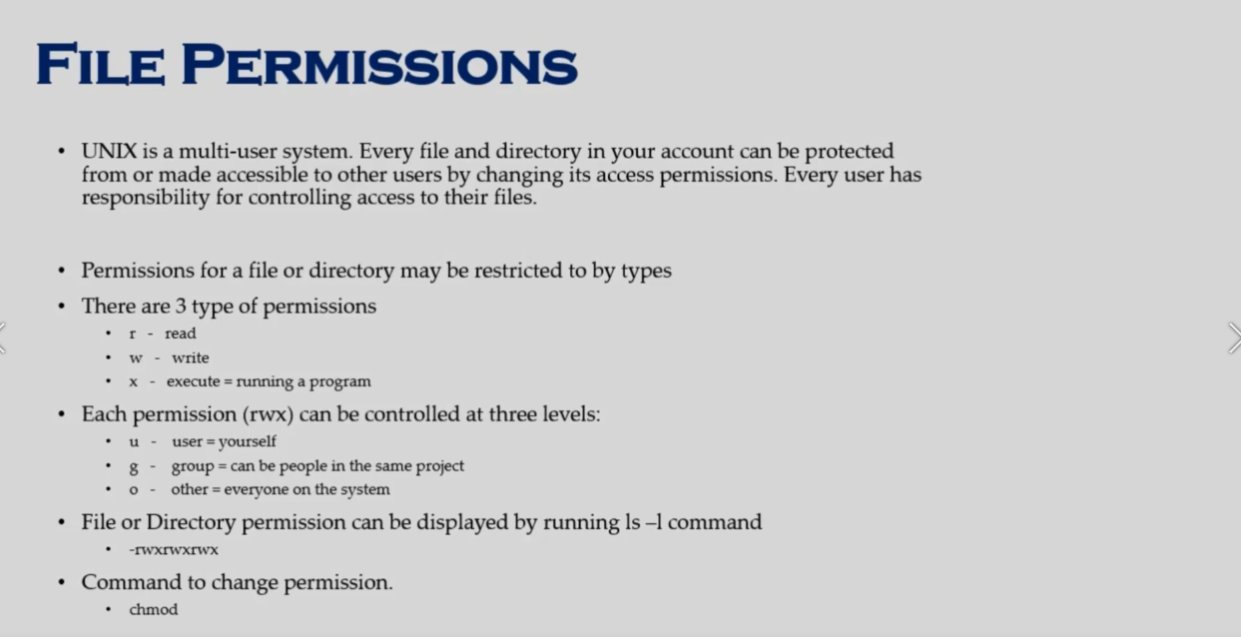 FILE PERMISSIONS
• UNIX is a multi-user system. Every file and directory in your account can be protected
from or made accessible to other users by changing its access permissions. Every user has
responsibility for controlling access to their files.
• Permissions for a file or directory may be restricted to by types
• There are 3 type of permissions
• r - read
• w - write
• x - execute = running a program
• Each permission (rwx) can be controlled at three levels:
• u - user = yourself
• g - group = can be people in the same project
• o - other = everyone on the system
• File or Directory permission can be displayed by running ls –l command
• -rwxrwxrwx
• Command to change permission.
• chmod